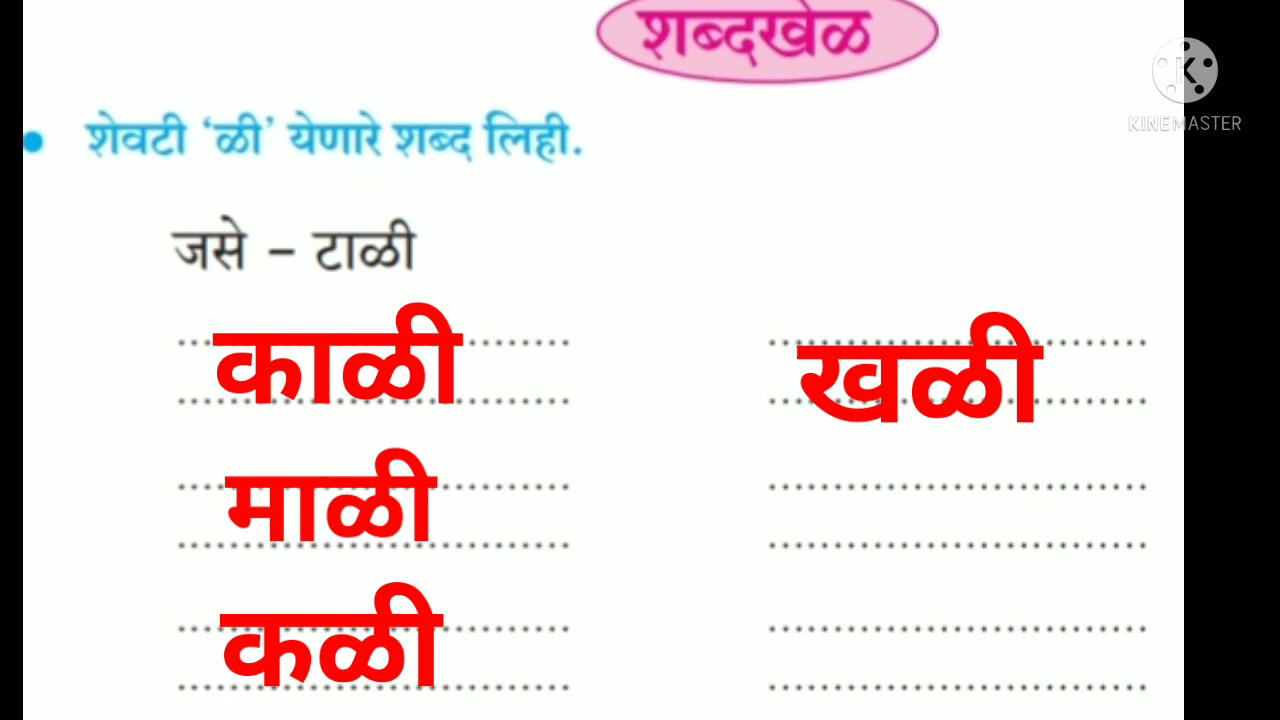 शब्दखेळ
KINEMASTER
• शेवटी ‘ळी’ येणारे शब्द लिही.
जसे – टाळी
काळी
खळी
माळी
कळी